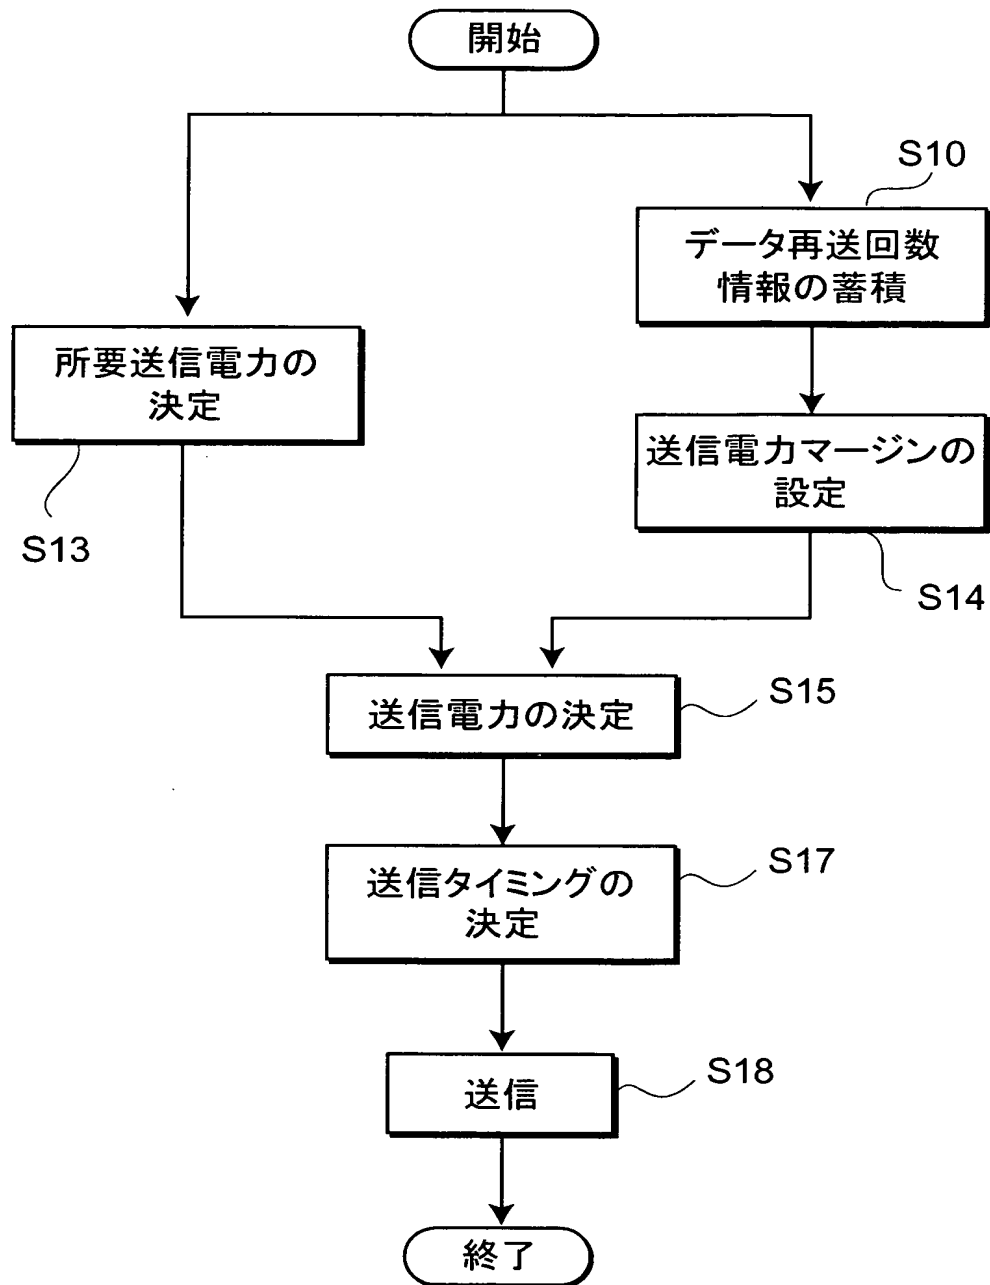 開始
S10
データ再送回数
情報の蓄積
所要送信電力の
決定
S13
送信電力マージンの
設定
S14
送信電力の決定
S15
送信タイミングの
決定
S17
送信
S18
終了